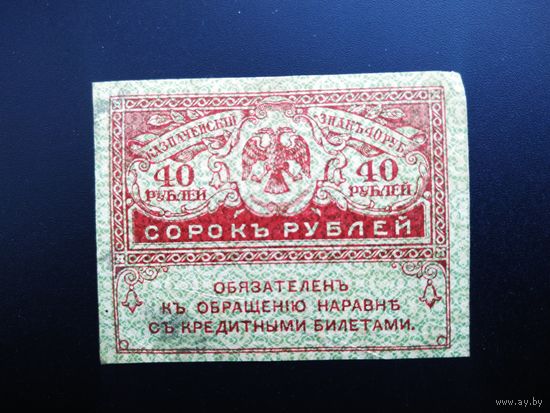 КАЗНАЧЕЙСКІЙ ЗНАКЪ
40 РУБЛЕЙ
40 РУБЛЕЙ
СОРОКЪ РУБЛЕЙ
ОБЯЗАТЕЛЕНЪ
КЪ ОБРАЩЕНІЮ НАРАВНѢ
СЪ КРЕДИТНЫМИ БИЛЕТАМИ.
www.ay.by